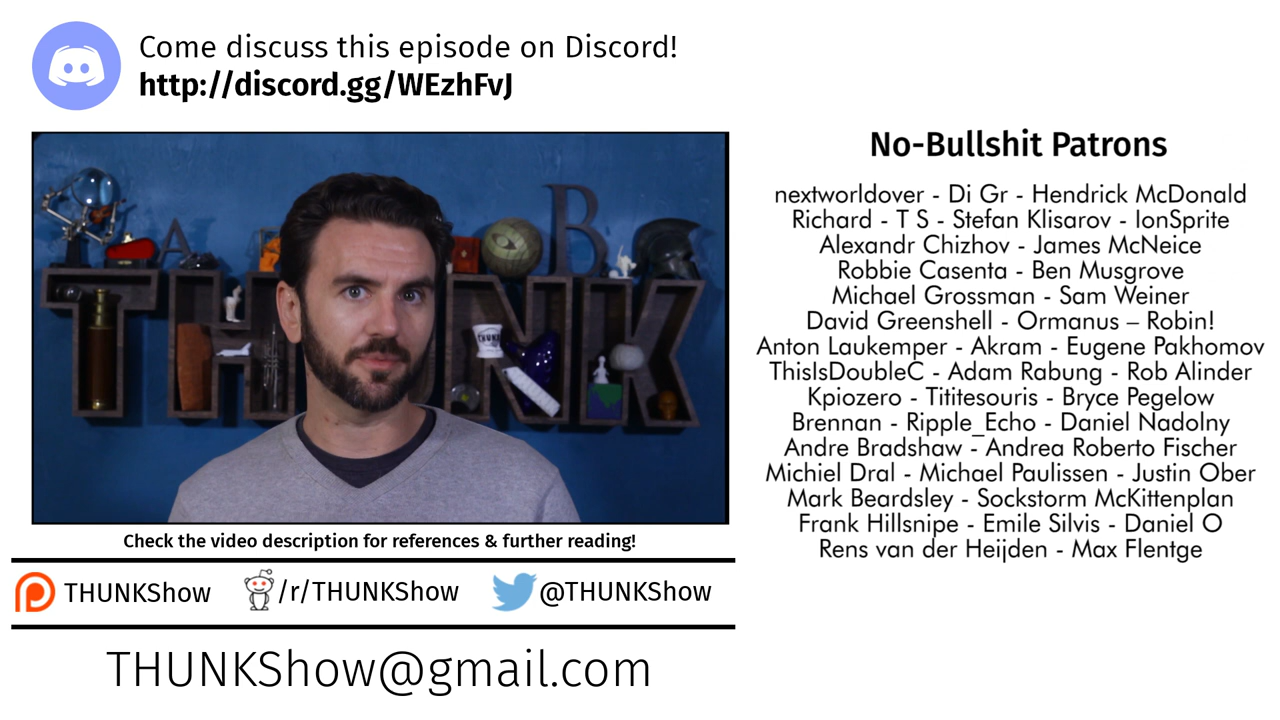 Come discuss this episode on Discord!
http://discord.gg/WEzhFvJ
A
B
THUNK
THUNK
Check the video description for references & further reading!
THUNKShow
/r/THUNKShow
@THUNKShow
THUNKShow@gmail.com
No-Bullshit Patrons
nextworldover - Di Gr - Hendrick McDonald
Richard - T S - Stefan Klisarov - IonSprite
Alexandr Chizhov - James McNeice
Robbie Casenta - Ben Musgrove
Michael Grossman - Sam Weiner
David Greenshell - Ormanus – Robin!
Anton Laukemper - Akram - Eugene Pakhomov
ThisIsDoubleC - Adam Rabung - Rob Alinder
Kpiozero - Tititesouris - Bryce Pegelow
Brennan - Ripple_Echo - Daniel Nadolny
Andre Bradshaw - Andrea Roberto Fischer
Michiel Dral - Michael Paulissen - Justin Ober
Mark Beardsley - Sockstorm McKittenplan
Frank Hillsnipe - Emile Silvis - Daniel O
Rens van der Heijden - Max Flentge